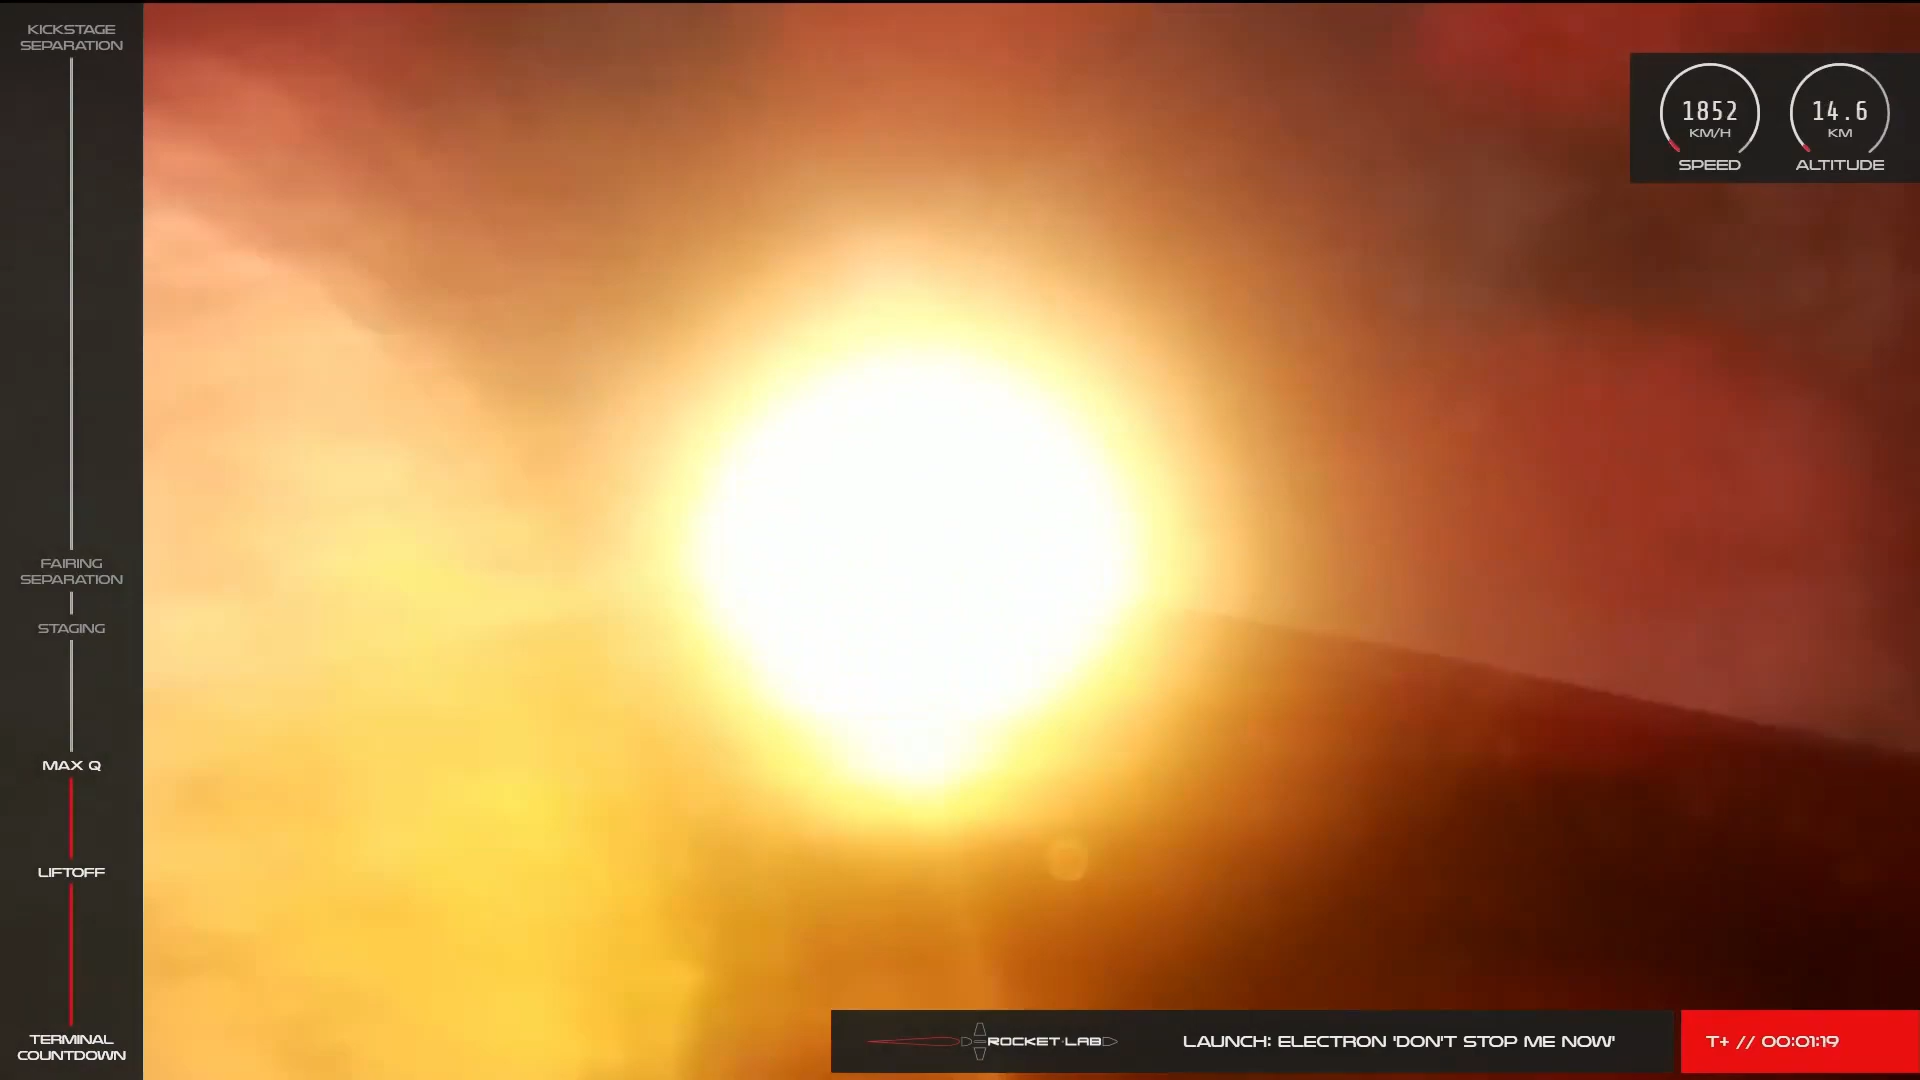 KICKSTAGE
SEPARATION
FAIRING
SEPARATION
STAGING
MAX Q
LIFTOFF
TERMINAL
COUNTDOWN
1852
KM/H
SPEED
14.6
KM
ALTITUDE
ROCKET LAB
LAUNCH: ELECTRON 'DON'T STOP ME NOW'
T+ // 00:01:19